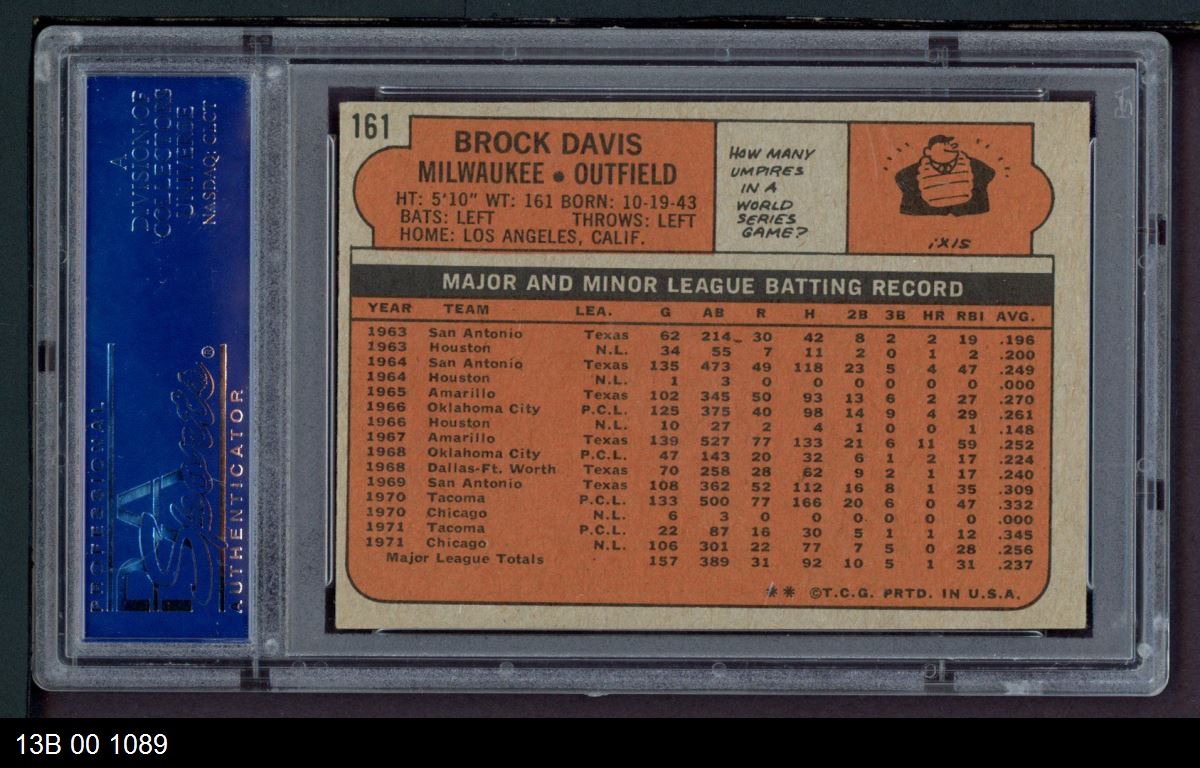 A
DIVISION OF
COLLECTORS
UNIVERSE
NASDAQ: CLCT
PROFESSIONAL
PSA
Sports®
AUTHENTICATOR
161
BROCK DAVIS
MILWAUKEE • OUTFIELD
HT: 5'10" WT: 161 BORN: 10-19-43
BATS: LEFT THROWS: LEFT
HOME: LOS ANGELES, CALIF.
HOW MANY
UMPIRES
IN A
WORLD
SERIES
GAME?
¡XIS
MAJOR AND MINOR LEAGUE BATTING RECORD
YEAR TEAM LEA. G AB R H 2B 3B HR RBI AVG.
1963 San Antonio Texas 62 214 30 42 8 2 2 19 .196
1963 Houston N.L. 34 55 7 11 2 0 1 2 .200
1964 San Antonio Texas 135 473 49 118 23 5 4 47 .249
1964 Houston N.L. 1 3 0 0 0 0 0 0 .000
1965 Amarillo Texas 102 345 50 93 13 6 2 27 .270
1966 Oklahoma City P.C.L. 125 375 40 98 14 9 4 29 .261
1966 Houston N.L. 10 27 2 4 1 0 0 1 .148
1967 Amarillo Texas 139 527 77 133 21 6 11 59 .252
1968 Oklahoma City P.C.L. 47 143 20 32 6 1 2 17 .224
1968 Dallas-Ft. Worth Texas 70 258 28 62 9 2 1 17 .240
1969 San Antonio Texas 108 362 52 112 16 8 1 35 .309
1970 Tacoma P.C.L. 133 500 77 166 20 6 0 47 .332
1970 Chicago N.L. 6 3 0 0 0 0 0 0 .000
1971 Tacoma P.C.L. 22 87 16 30 5 1 1 12 .345
1971 Chicago N.L. 106 301 22 77 7 5 0 28 .256
Major League Totals 157 389 31 92 10 5 1 31 .237
** ©T.C.G. PRTD. IN U.S.A.
13B 00 1089